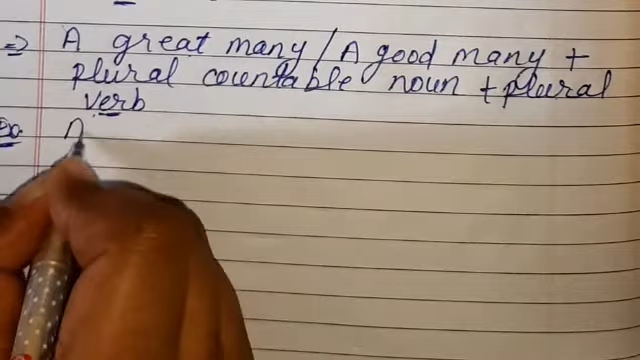 ⇒ A great many / A good many +
plural countable noun + plural
verb